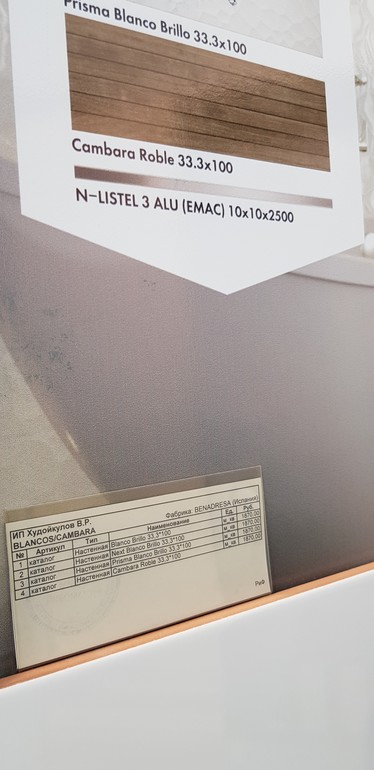 Prisma Blanco Brillo 33.3x100
Cambara Roble 33.3x100
N-LISTEL 3 ALU (EMAC) 10x10x2500
ИП Худойкулов В.Р.
BLANCOS/CAMBARA Фабрика: BENADRESA (Испания)
№ Артикул Тип Наименование Ед. Руб.
1 каталог Настенная Blanco Brillo 33,3*100 м_кв 1870,00
2 каталог Настенная Next Blanco Brillo 33,3*100 м_кв 1870,00
3 каталог Настенная Prisma Blanco Brillo 33,3*100 м_кв 1870,00
4 каталог Настенная Cambara Roble 33,3*100 м_кв 1870,00